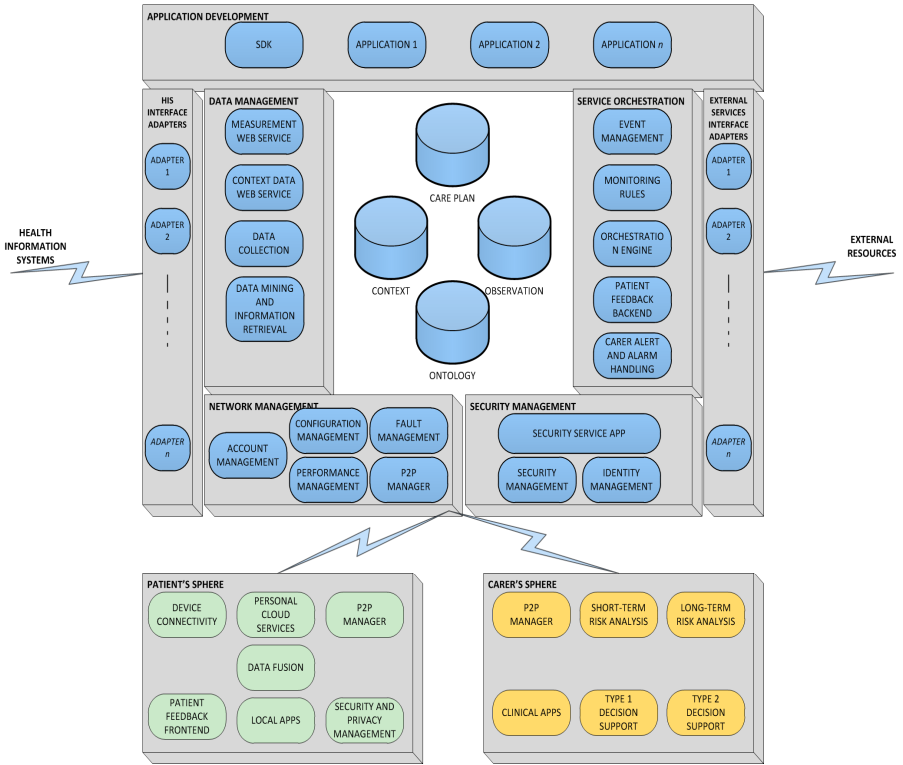 APPLICATION DEVELOPMENT
SDK
APPLICATION 1
APPLICATION 2
APPLICATION n
HIS
INTERFACE
ADAPTERS
ADAPTER
1
ADAPTER
2
ADAPTER
n
HEALTH
INFORMATION
SYSTEMS
DATA MANAGEMENT
MEASUREMENT
WEB SERVICE
CONTEXT DATA
WEB SERVICE
DATA
COLLECTION
DATA MINING
AND
INFORMATION
RETRIEVAL
CARE PLAN
CONTEXT
OBSERVATION
ONTOLOGY
SERVICE ORCHESTRATION
EVENT
MANAGEMENT
MONITORING
RULES
ORCHESTRATIO
N ENGINE
PATIENT
FEEDBACK
BACKEND
CARER ALERT
AND ALARM
HANDLING
EXTERNAL
SERVICES
INTERFACE
ADAPTERS
ADAPTER
1
ADAPTER
2
ADAPTER
n
EXTERNAL
RESOURCES
NETWORK MANAGEMENT
ACCOUNT
MANAGEMENT
CONFIGURATION
MANAGEMENT
FAULT
MANAGEMENT
PERFORMANCE
MANAGEMENT
P2P
MANAGER
SECURITY MANAGEMENT
SECURITY SERVICE APP
SECURITY
MANAGEMENT
IDENTITY
MANAGEMENT
PATIENT'S SPHERE
DEVICE
CONNECTIVITY
PERSONAL
CLOUD
SERVICES
P2P
MANAGER
DATA FUSION
PATIENT
FEEDBACK
FRONTEND
LOCAL APPS
SECURITY AND
PRIVACY
MANAGEMENT
CARER'S SPHERE
P2P
MANAGER
SHORT-TERM
RISK ANALYSIS
LONG-TERM
RISK ANALYSIS
CLINICAL APPS
TYPE 1
DECISION
SUPPORT
TYPE 2
DECISION
SUPPORT